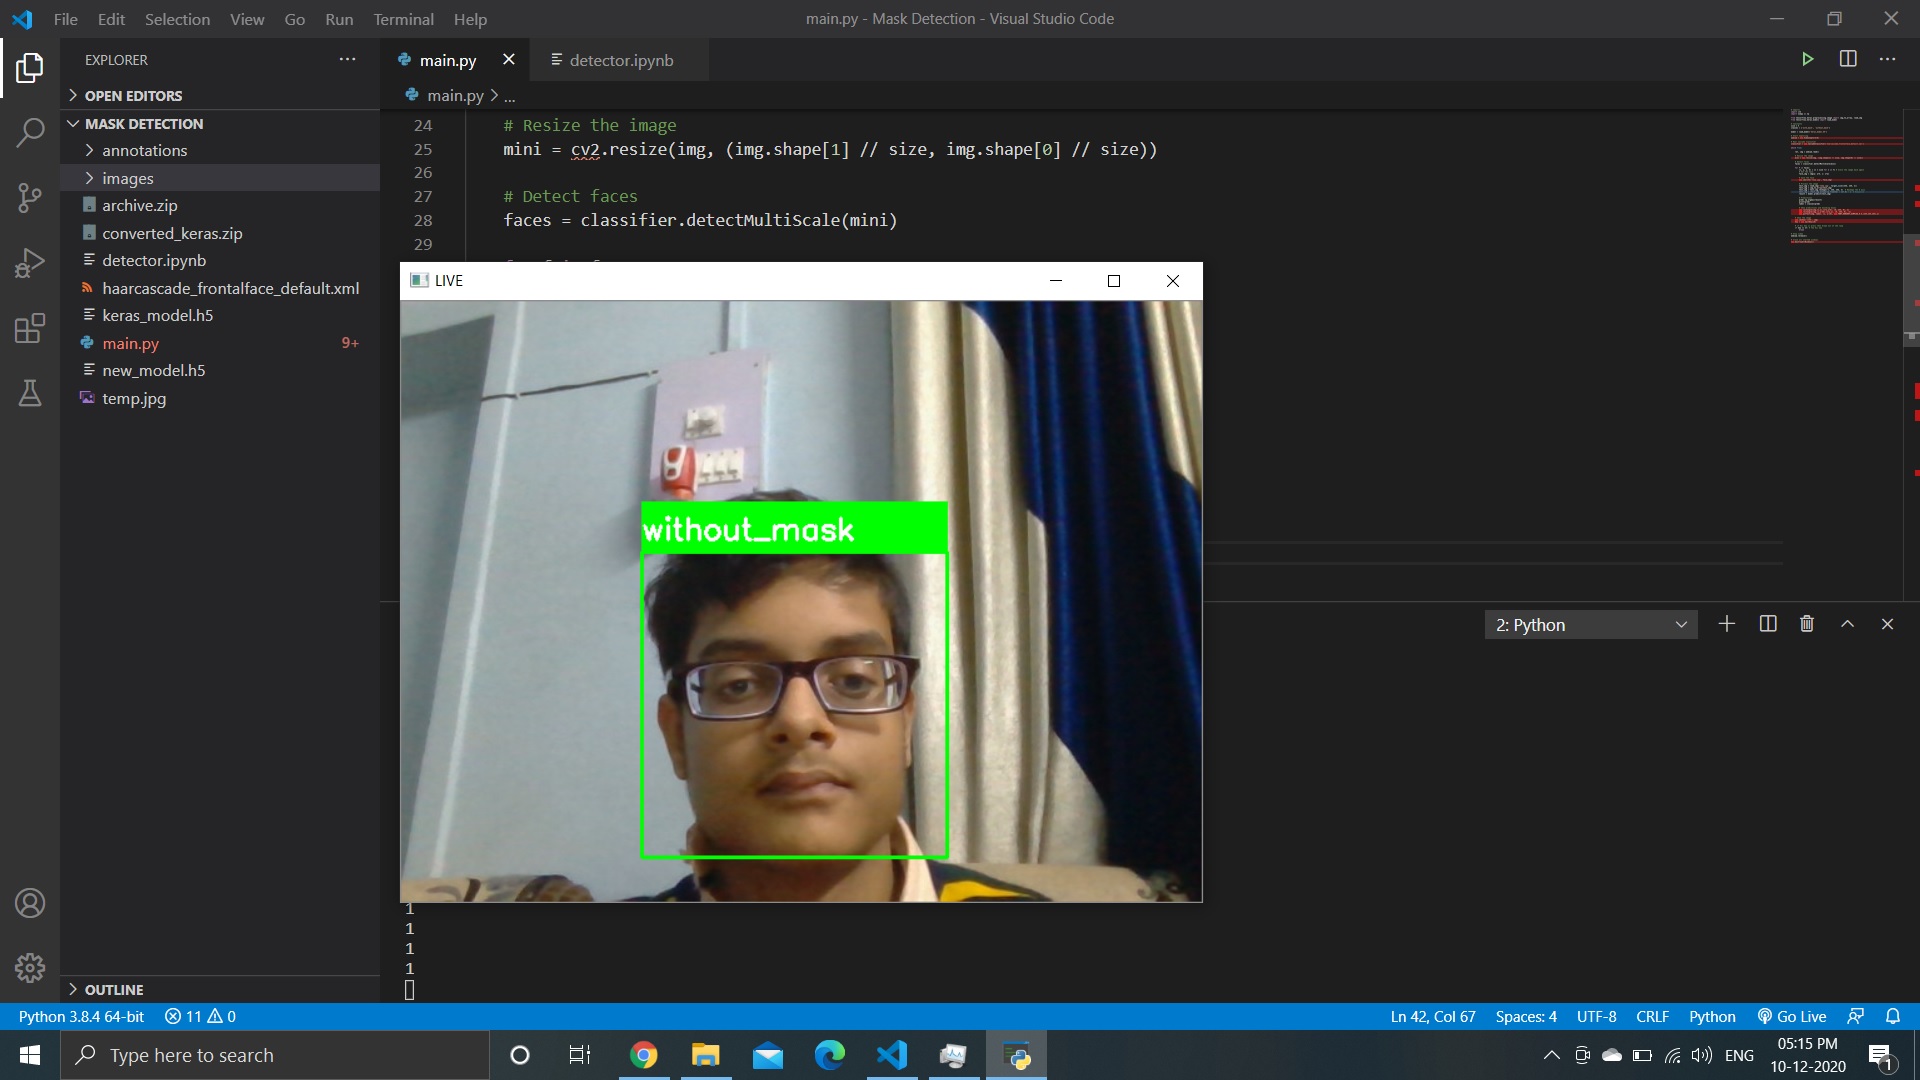 File Edit Selection View Go Run Terminal Help
main.py - Mask Detection - Visual Studio Code
EXPLORER
OPEN EDITORS
MASK DETECTION
annotations
images
archive.zip
converted_keras.zip
detector.ipynb
haarcascade_frontalface_default.xml
keras_model.h5
main.py 9+
new_model.h5
temp.jpg
OUTLINE
main.py detector.ipynb
main.py > ...
24 # Resize the image
25 mini = cv2.resize(img, (img.shape[1] // size, img.shape[0] // size))
26
27 # Detect faces
28 faces = classifier.detectMultiScale(mini)
29
LIVE
without_mask
2: Python
1
1
1
1
Python 3.8.4 64-bit 11 0
Ln 42, Col 67 Spaces: 4 UTF-8 CRLF Python Go Live
Type here to search
ENG
05:15 PM
10-12-2020
1